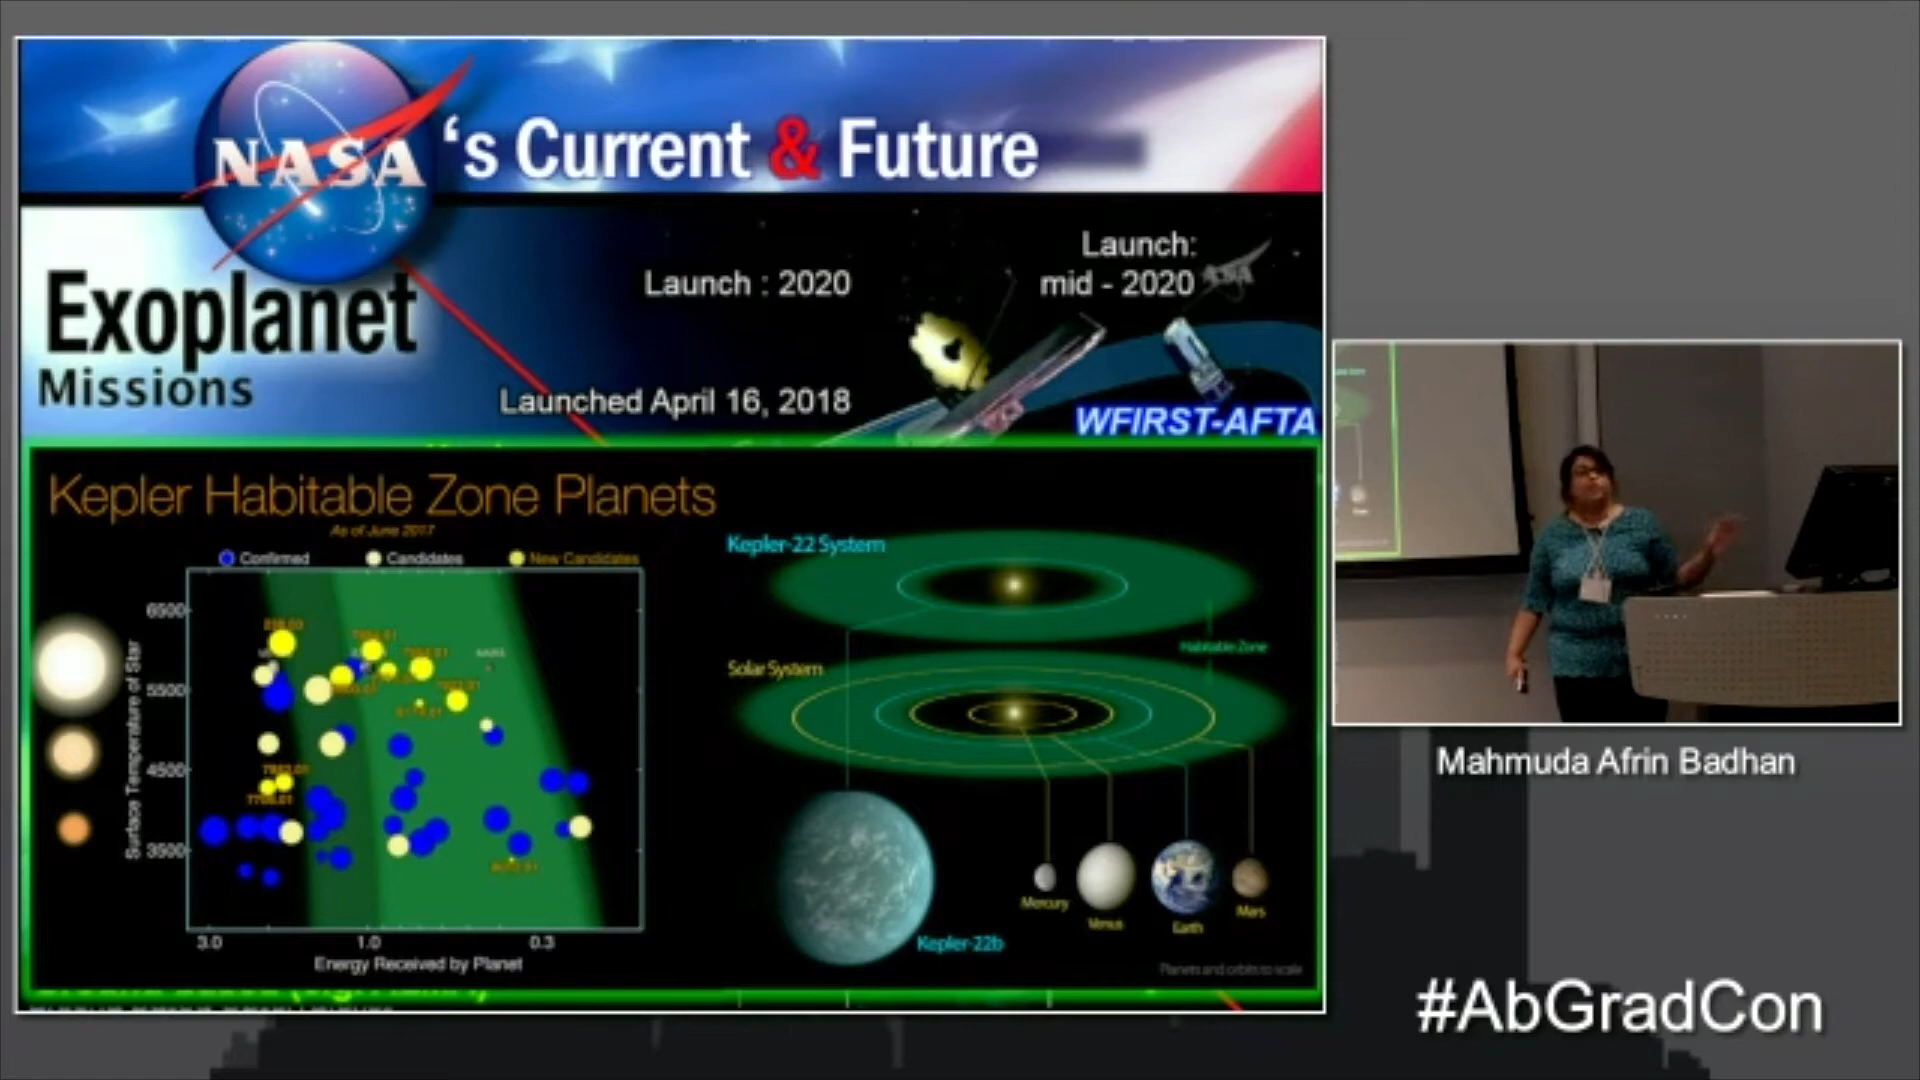 NASA 's Current & Future
Exoplanet
Missions
Launch : 2020
Launch:
mid - 2020
Launched April 16, 2018
WFIRST-AFTA
Kepler Habitable Zone Planets
As of June 2017
Confirmed
Candidates
New Candidates
Surface Temperature of Star
6500
5500
4500
3500
3.0
1.0
0.3
Energy Received by Planet
MARS
Kepler-22 System
Habitable Zone
Solar System
Mercury
Venus
Earth
Mars
Kepler-22b
Planets and orbits to scale
Mahmuda Afrin Badhan
#AbGradCon